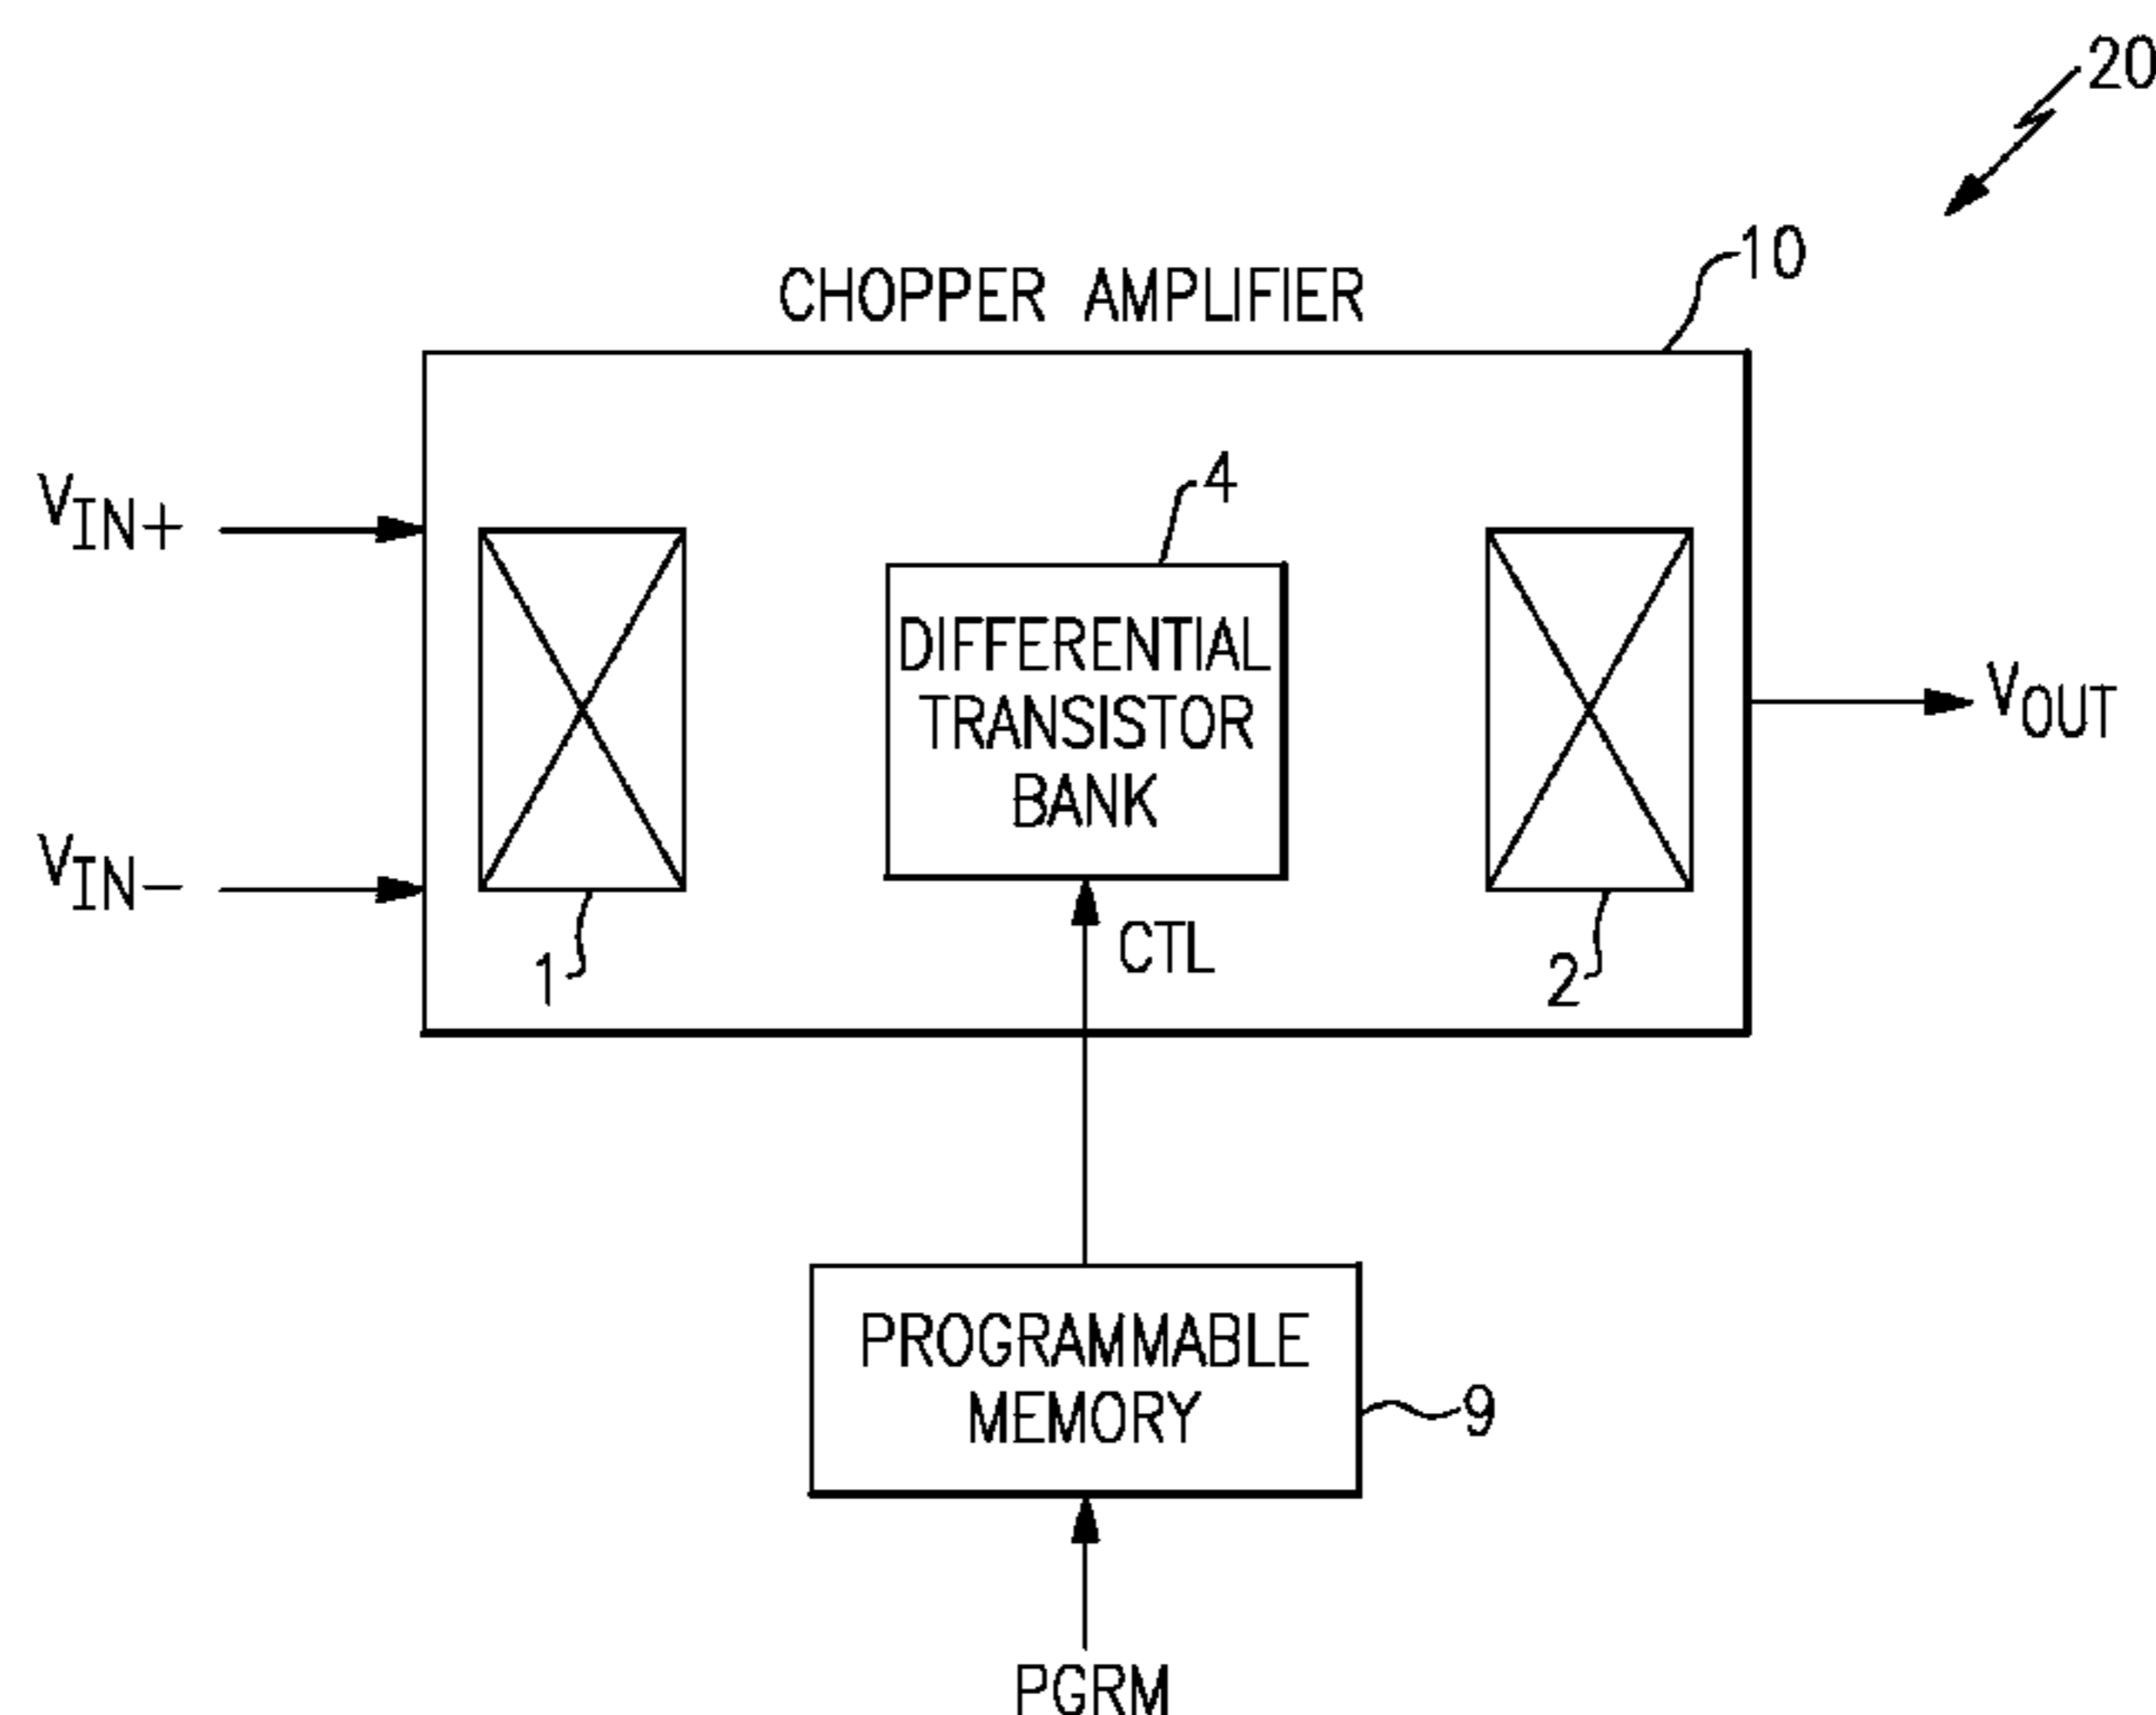 20
10
CHOPPER AMPLIFIER
4
VIN+
DIFFERENTIAL
TRANSISTOR
BANK
VOUT
VIN-
CTL
1
2
PROGRAMMABLE
MEMORY
9
PGRM